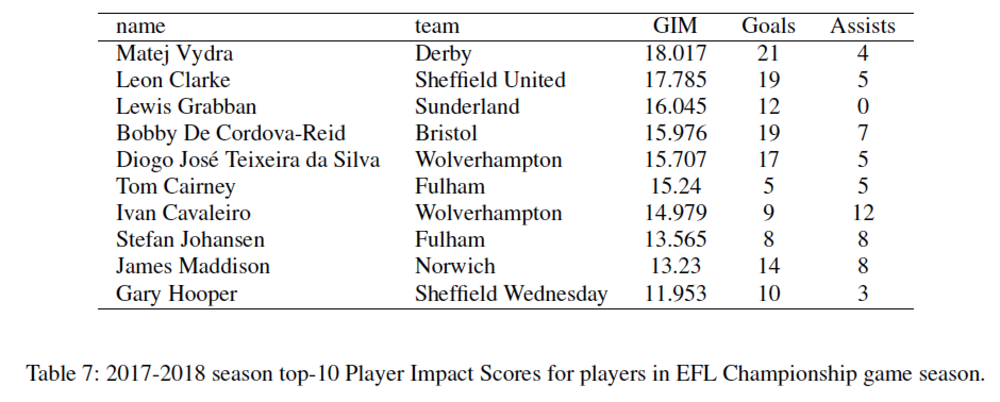 name team GIM Goals Assists
Matej Vydra Derby 18.017 21 4
Leon Clarke Sheffield United 17.785 19 5
Lewis Grabban Sunderland 16.045 12 0
Bobby De Cordova-Reid Bristol 15.976 19 7
Diogo José Teixeira da Silva Wolverhampton 15.707 17 5
Tom Cairney Fulham 15.24 5 5
Ivan Cavaleiro Wolverhampton 14.979 9 12
Stefan Johansen Fulham 13.565 8 8
James Maddison Norwich 13.23 14 8
Gary Hooper Sheffield Wednesday 11.953 10 3
Table 7: 2017-2018 season top-10 Player Impact Scores for players in EFL Championship game season.